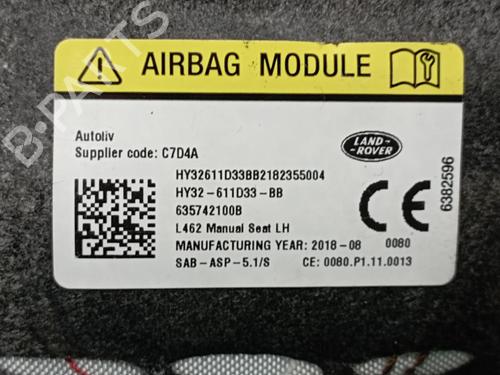 AIRBAG MODULE
Autoliv
Supplier code: C7D4A
LAND-
ROVER
HY32611D33BB2182355004
HY32-611D33-BB
635742100B
L462 Manual Seat LH
MANUFACTURING YEAR: 2018-08 0080
SAB-ASP-5.1/S CE: 0080.P1.11.0013
CE
6382596
B-PARTS